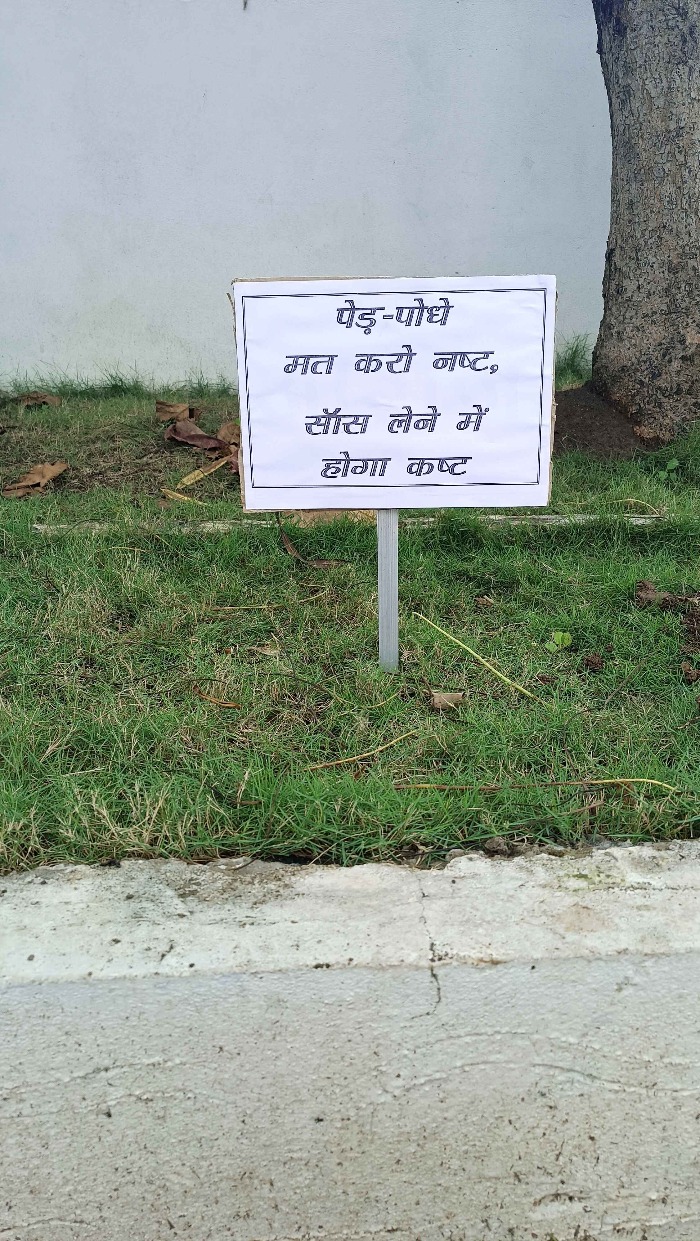 पेड़-पोधे
मत करो नष्ट,
सॉस लेने में
होगा कष्ट